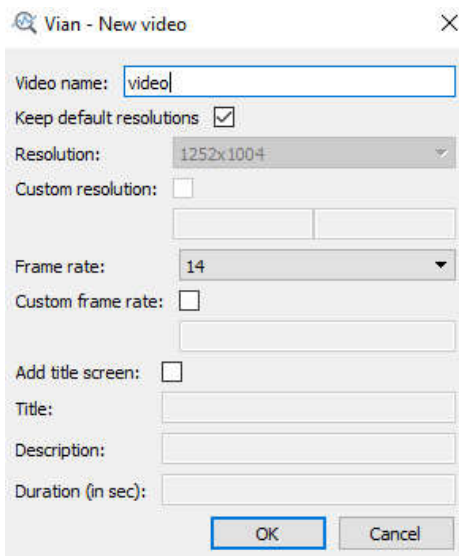 Vian - New video
Video name: video
Keep default resolutions
Resolution: 1252x1004
Custom resolution:
Frame rate: 14
Custom frame rate:
Add title screen:
Title:
Description:
Duration (in sec):
OK Cancel